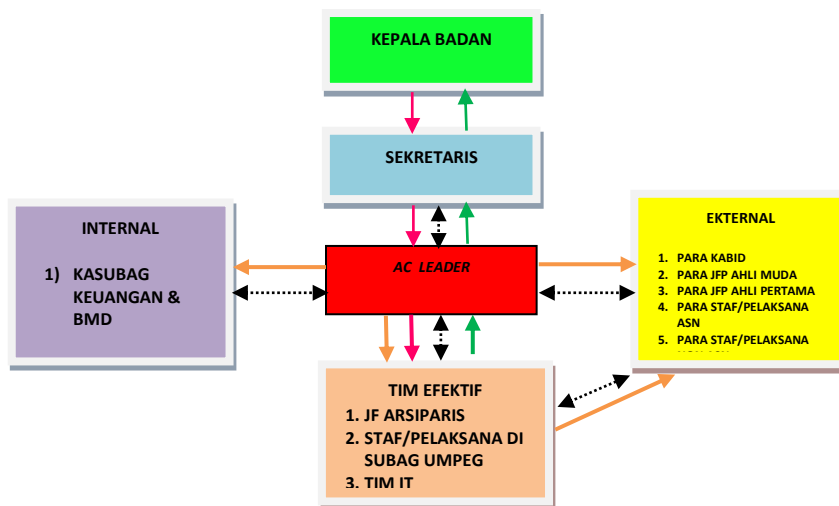 KEPALA BADAN
SEKRETARIS
INTERNAL
1) KASUBAG
KEUANGAN &
BMD
AC LEADER
EKTERNAL
1. PARA KABID
2. PARA JFP AHLI MUDA
3. PARA JFP AHLI PERTAMA
4. PARA STAF/PELAKSANA
ASN
5. PARA STAF/PELAKSANA
TIM EFEKTIF
1. JF ARSIPARIS
2. STAF/PELAKSANA DI
SUBAG UMPEG
3. TIM IT